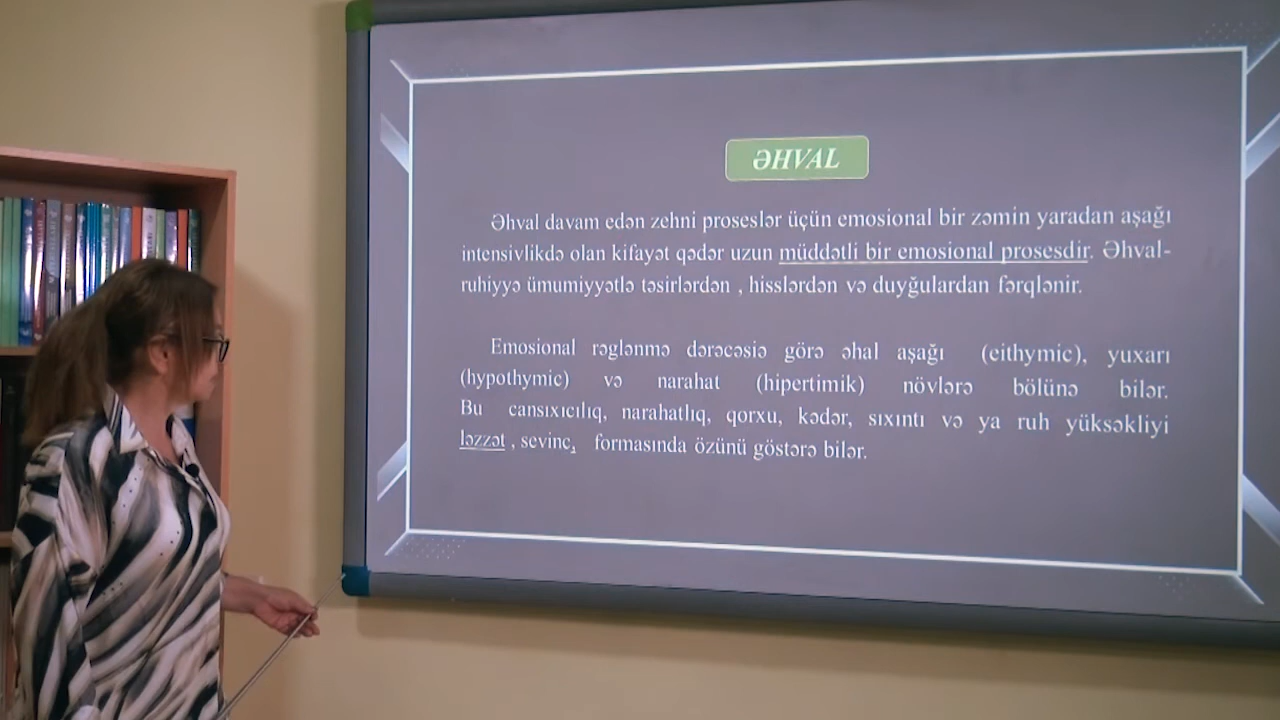 ƏHVAL
Əhval davam edən zehni proseslər üçün emosional bir zəmin yaradan aşağı
intensivlikdə olan kifayət qədər uzun müddətli bir emosional prosesdir. Əhval-
ruhiyyə ümumiyyətlə təsirlərdən , hisslərdən və duyğulardan fərqlənir.
Emosional rəglənmə dərəcəsiə görə əhal aşağı (eithymic), yuxarı
(hypothymic) və narahat (hipertimik) növlərə bölünə bilər.
Bu cansıxıcılıq, narahatlıq, qorxu, kədər, sıxıntı və ya ruh yüksəkliyi
ləzzət , sevinc, formasında özünü göstərə bilər.